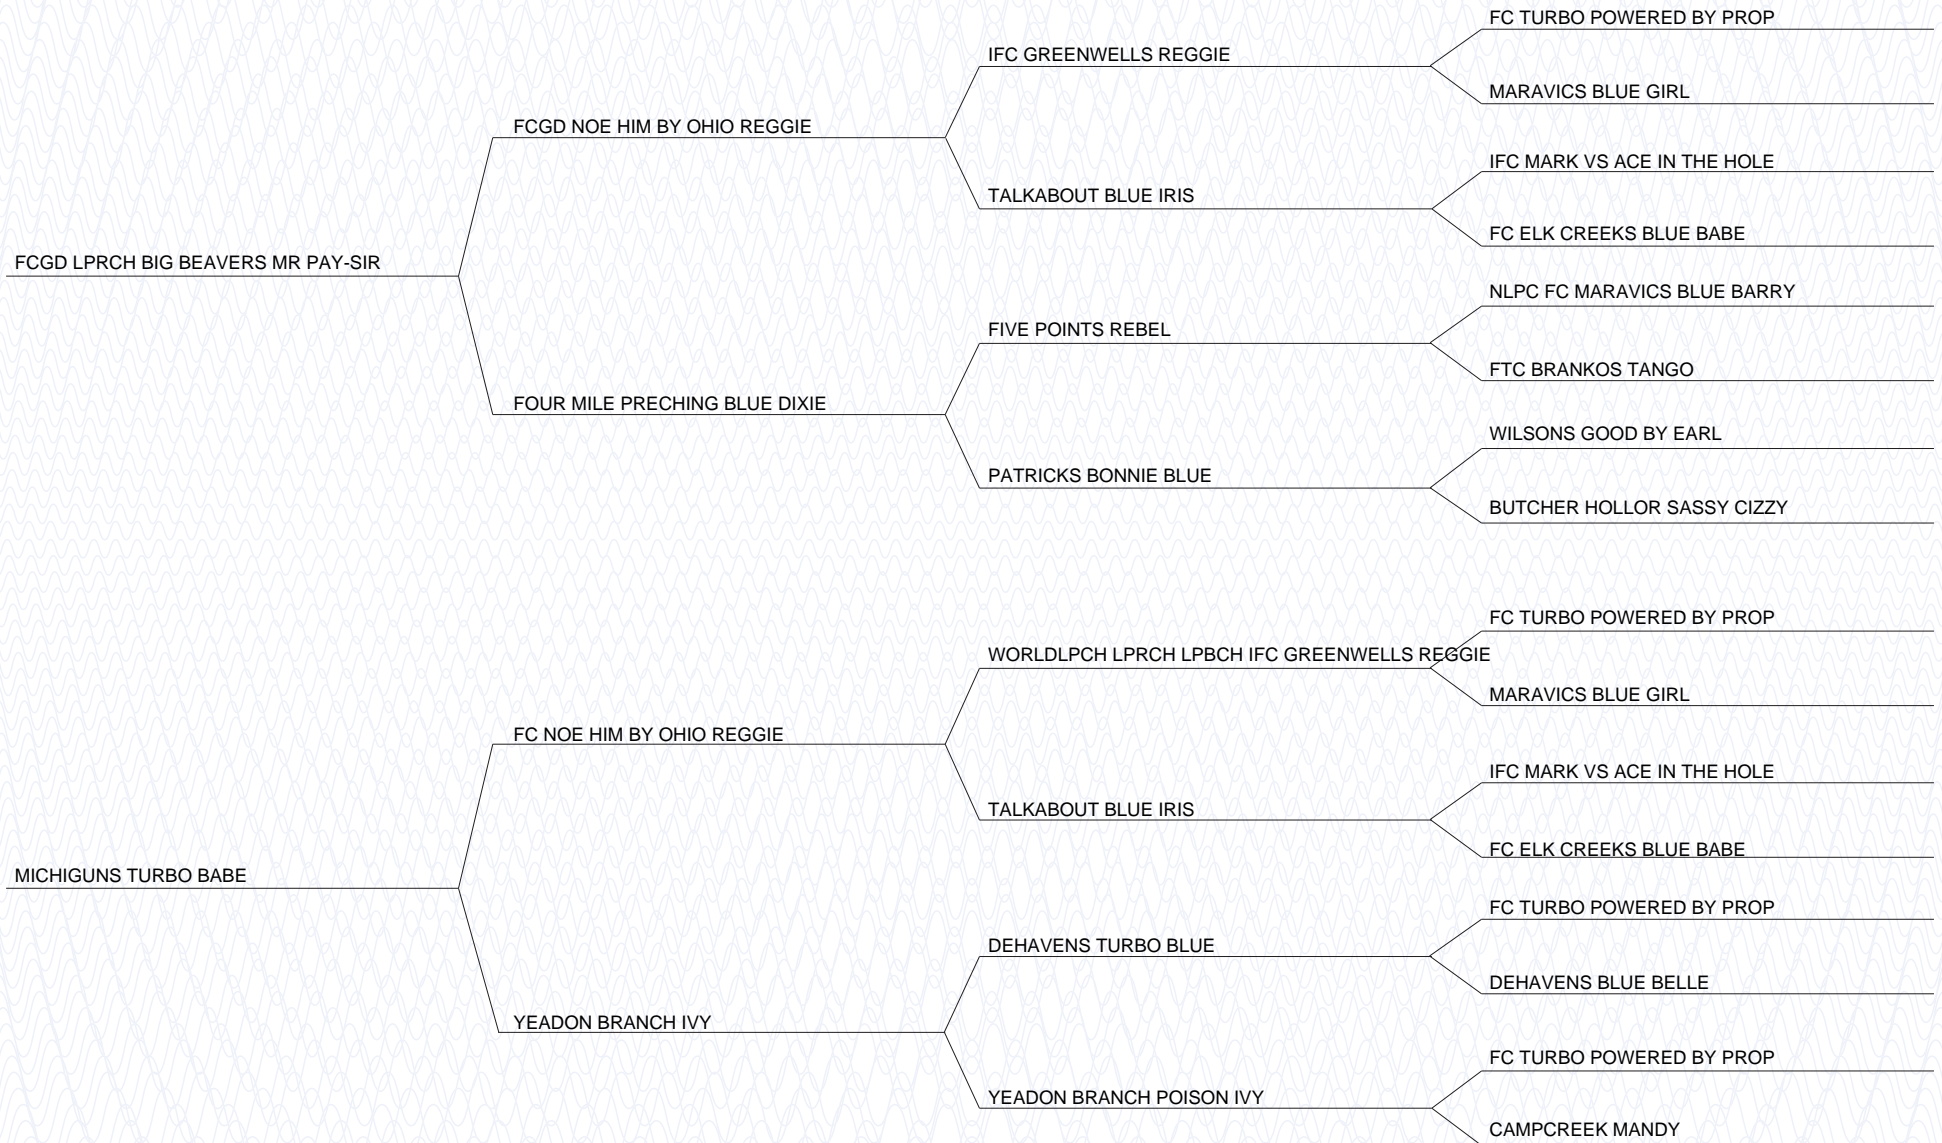 FC TURBO POWERED BY PROP
IFC GREENWELLS REGGIE
MARAVICS BLUE GIRL
FCGD NOE HIM BY OHIO REGGIE
IFC MARK VS ACE IN THE HOLE
TALKABOUT BLUE IRIS
FC ELK CREEKS BLUE BABE
FCGD LPRCH BIG BEAVERS MR PAY-SIR
NLPC FC MARAVICS BLUE BARRY
FIVE POINTS REBEL
FTC BRANKOS TANGO
FOUR MILE PRECHING BLUE DIXIE
WILSONS GOOD BY EARL
PATRICKS BONNIE BLUE
BUTCHER HOLLOR SASSY CIZZY
FC TURBO POWERED BY PROP
WORLDLPCH LPRCH LPBCH IFC GREENWELLS REGGIE
MARAVICS BLUE GIRL
FC NOE HIM BY OHIO REGGIE
IFC MARK VS ACE IN THE HOLE
TALKABOUT BLUE IRIS
FC ELK CREEKS BLUE BABE
MICHIGUNS TURBO BABE
FC TURBO POWERED BY PROP
DEHAVENS TURBO BLUE
DEHAVENS BLUE BELLE
YEADON BRANCH IVY
FC TURBO POWERED BY PROP
YEADON BRANCH POISON IVY
CAMPCREEK MANDY